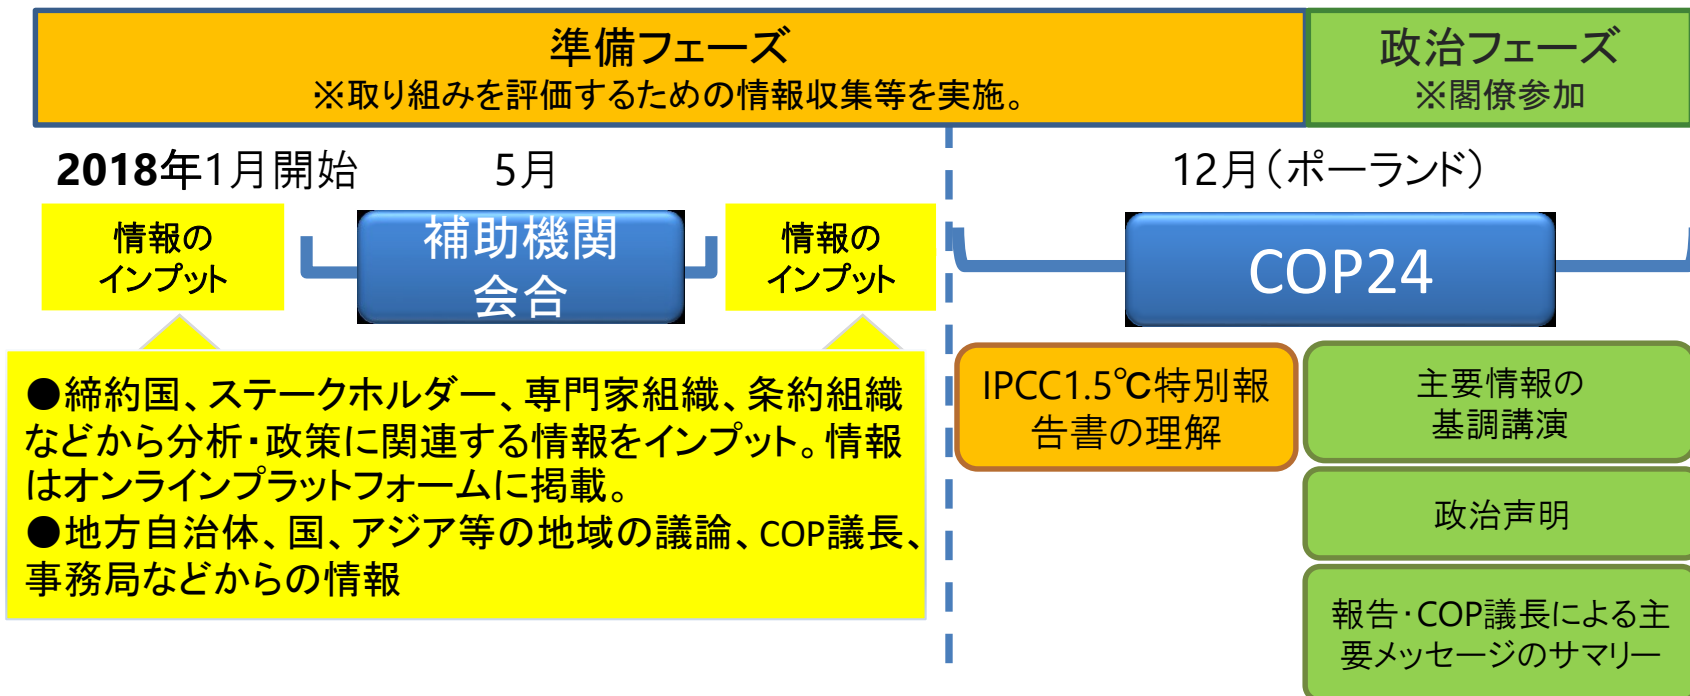 準備フェーズ
※取り組みを評価するための情報収集等を実施。
政治フェーズ
※閣僚参加
2018年1月開始
5月
12月（ポーランド）
情報の
インプット
補助機関
会合
情報の
インプット
COP24
●締約国、ステークホルダー、専門家組織、条約組織
などから分析・政策に関連する情報をインプット。情報
はオンラインプラットフォームに掲載。
●地方自治体、国、アジア等の地域の議論、COP議長、
事務局などからの情報
IPCC1.5℃特別報
告書の理解
主要情報の
基調講演
政治声明
報告・COP議長による主
要メッセージのサマリー